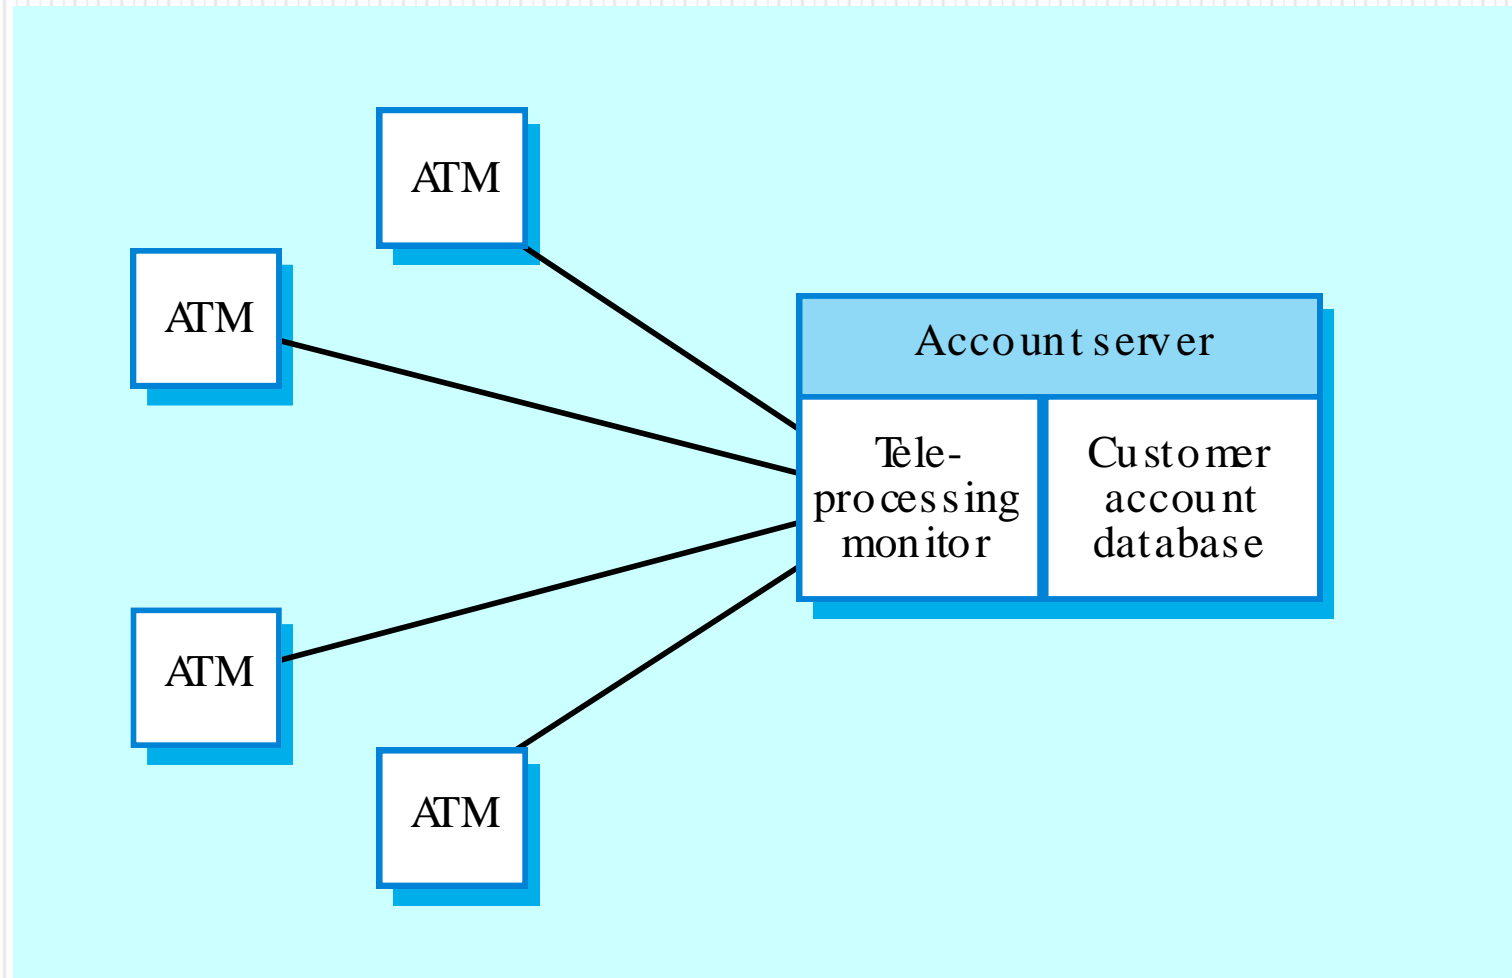 ATM
ATM
ATM
ATM
Account server
Tele-
processing
monitor
Customer
account
database